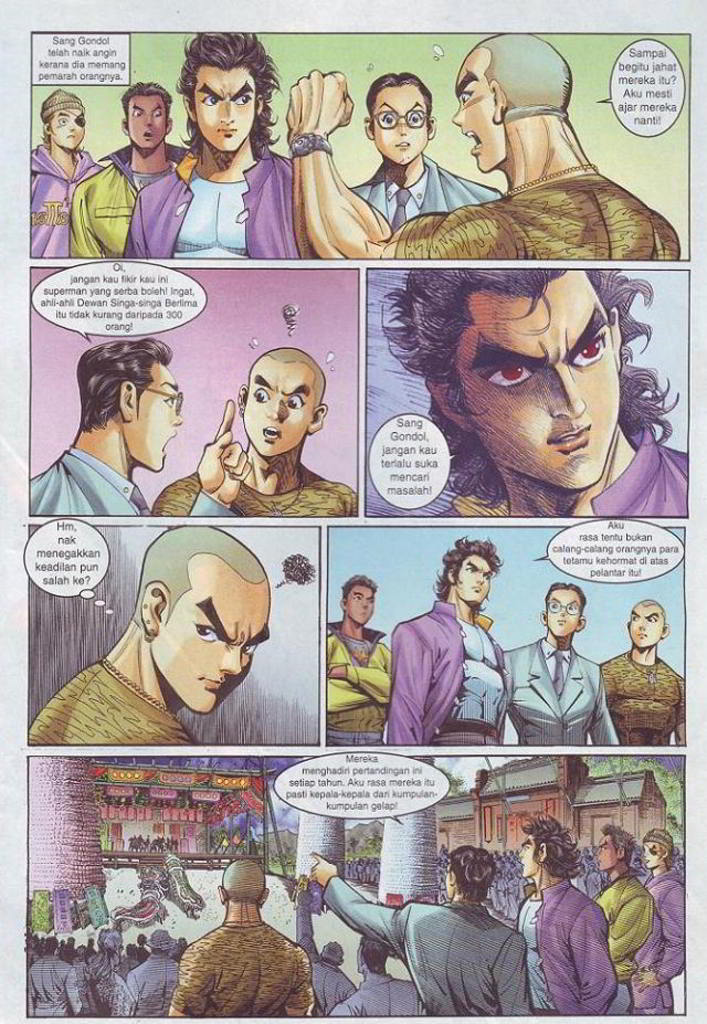 Sang Gondol
telah naik angin
kerana dia memang
pemarah orangnya.
Sampai
begitu jahat
mereka itu?
Aku mesti
ajar mereka
nanti!
Oi,
jangan kau fikir kau ini
superman yang serba boleh! Ingat,
ahli-ahli Dewan Singa-singa Berlima
itu tidak kurang daripada 300
orang!
Sang
Gondol,
jangan kau
terlalu suka
mencari
masalah!
Hm,
nak
menegakkan
keadilan pun
salah ke?
Aku
rasa tentu bukan
calang-calang orangnya para
tetamu kehormat di atas
pelantar itu!
Mereka
menghadiri pertandingan ini
setiap tahun. Aku rasa mereka itu
pasti kepala-kepala dari kumpulan-
kumpulan gelap!